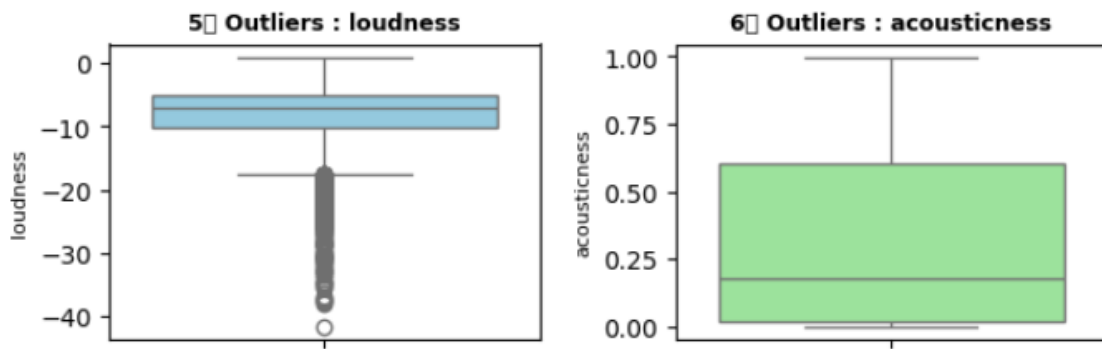 5▯ Outliers : loudness
0
−10
−20
−30
−40
loudness
6▯ Outliers : acousticness
1.00
0.75
0.50
0.25
0.00
acousticness